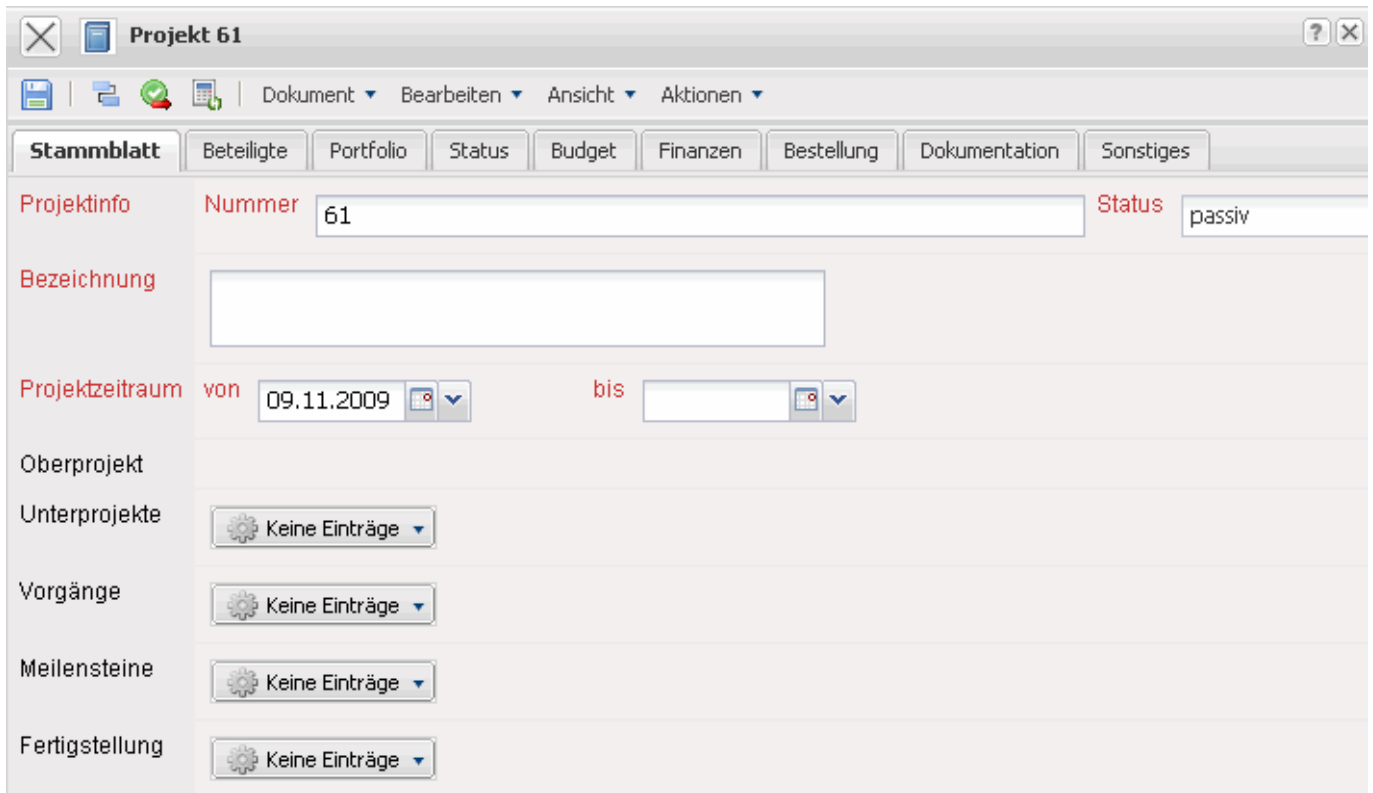 Projekt 61
Dokument Bearbeiten Ansicht Aktionen
Stammblatt Beteiligte Portfolio Status Budget Finanzen Bestellung Dokumentation Sonstiges
Projektinfo Nummer 61 Status passiv
Bezeichnung
Projektzeitraum von 09.11.2009 bis
Oberprojekt
Unterprojekte Keine Einträge
Vorgänge Keine Einträge
Meilensteine Keine Einträge
Fertigstellung Keine Einträge